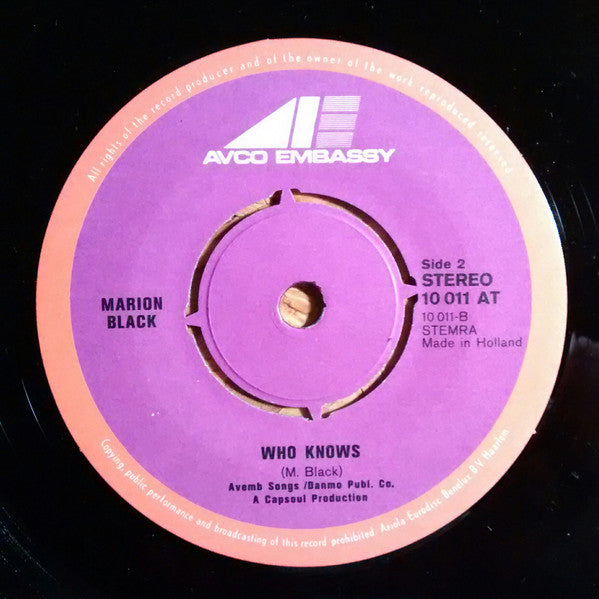 All rights of the record producer and of the owner of the work reproduced reserved
AVCO EMBASSY
MARION
BLACK
Side 2
STEREO
10 011 AT
10 011-B
STEMRA
Made in Holland
WHO KNOWS
(M. Black)
Avemb Songs /Danmo Publ. Co.
A Capsoul Production
Copying, public performance and broadcasting of this record prohibited. Ariola Eurodisc Benelux B.V. Haarlem